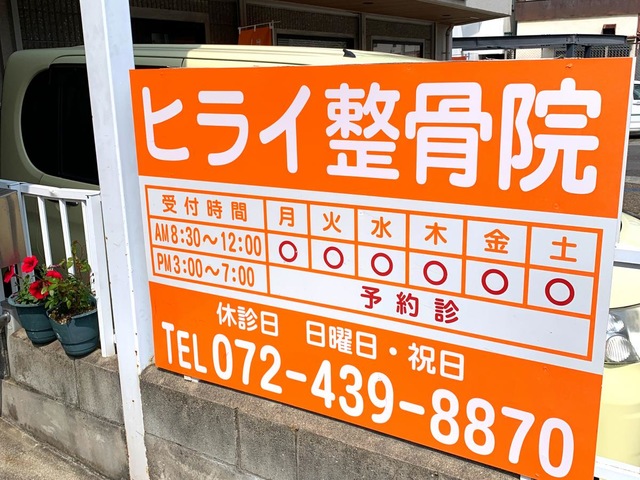 ヒライ整骨院
受付時間 月 火 水 木 金 土
AM8:30〜12:00 ○ ○ ○ ○ ○ ○
PM3:00〜7:00 予約診
休診日 日曜日・祝日
TEL072-439-8870